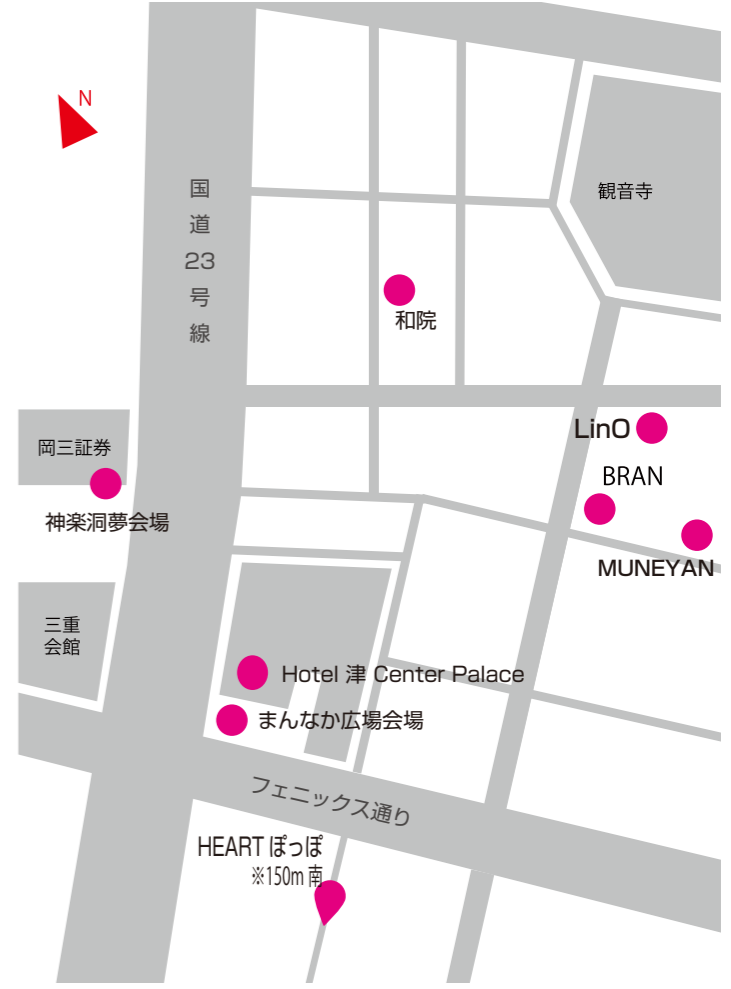 N
国道23号線
観音寺
和院
岡三証券
神楽洞夢会場
LinO
BRAN
MUNEYAN
三重
会館
Hotel 津 Center Palace
まんなか広場会場
フェニックス通り
HEART ぽっぽ
※150m 南